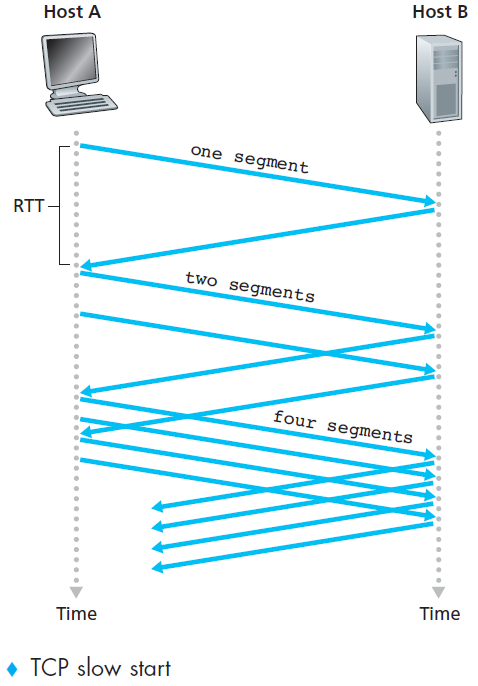 Host A
Host B
one segment
RTT
two segments
four segments
Time
Time
TCP slow start